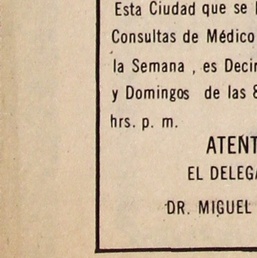 Esta Ciudad que se
Consultas de Médico
la Semana , es Decir
y Domingos de las 8
hrs. p. m.
ATENT
EL DELEGA
DR. MIGUEL